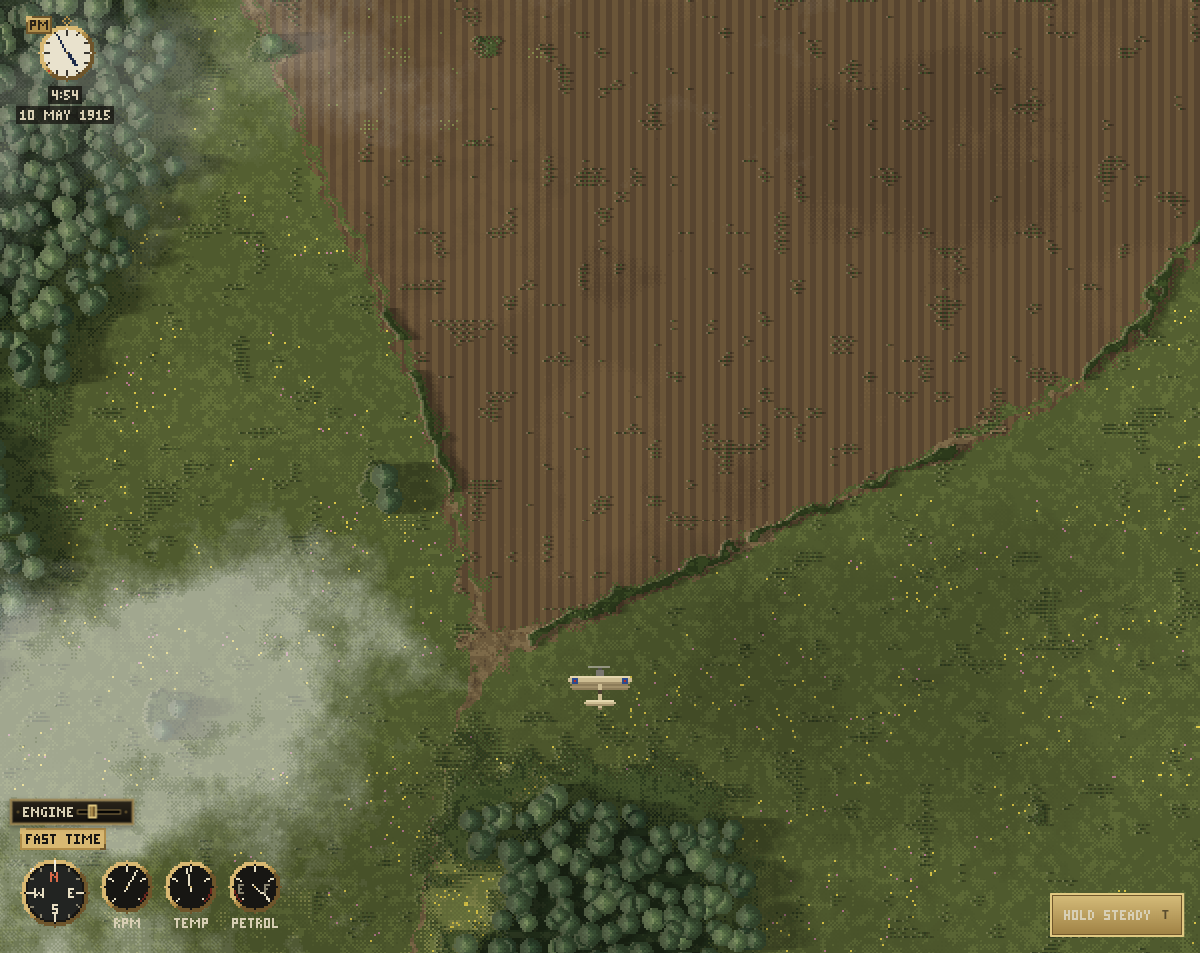 PM
4:54
10 MAY 1915
ENGINE
FAST TIME
N
W E
S
E F
RPM TEMP PETROL
HOLD STEADY T